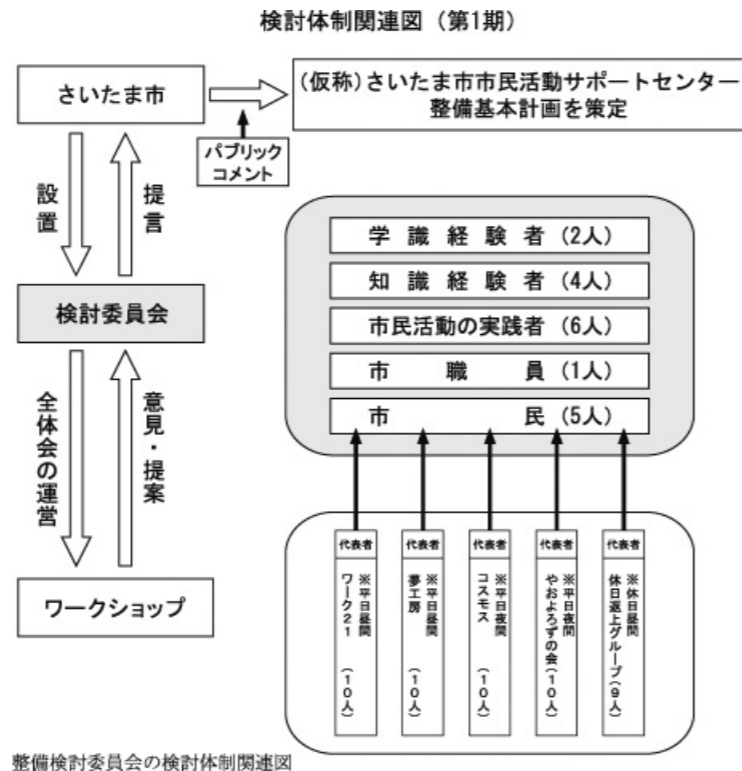 検討体制関連図（第1期）
さいたま市
（仮称）さいたま市市民活動サポートセンター
整備基本計画を策定
パブリック
コメント
設置
提言
検討委員会
学識経験者（2人）
知識経験者（4人）
市民活動の実践者（6人）
市職員（1人）
市民（5人）
全体会の運営
意見・提案
ワークショップ
代表者
※平日昼間
ワーク21（10人）
代表者
※平日昼間
夢工房（10人）
代表者
※平日夜間
コスモス（10人）
代表者
※平日夜間
やおよろずの会（10人）
代表者
※休日昼間
休日返上グループ（9人）
整備検討委員会の検討体制関連図